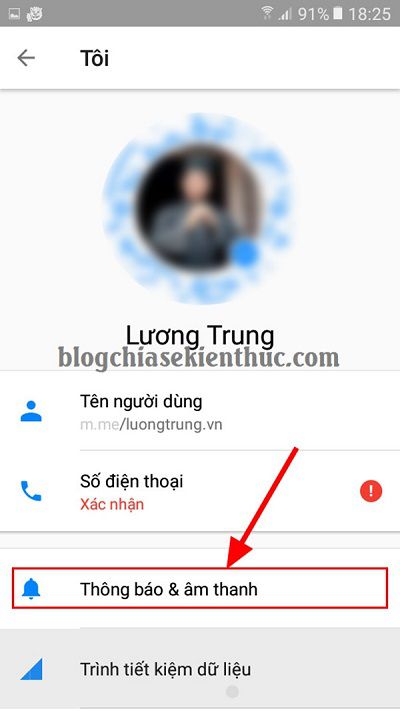 91% 18:25
Tôi
Lương Trung
blogchiasekienthuc.com
Tên người dùng
m.me/luongtrung.vn
Số điện thoại
Xác nhận
!
Thông báo & âm thanh
Trình tiết kiệm dữ liệu